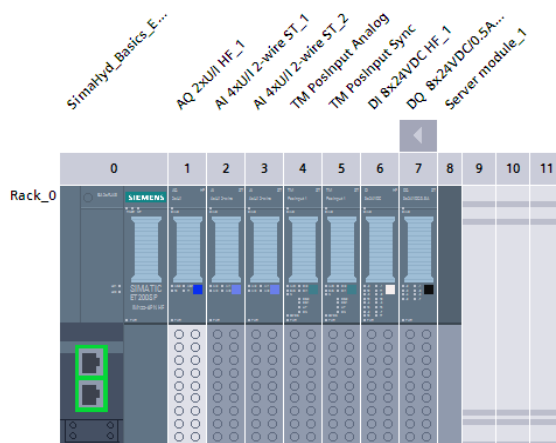 SimaHyd_Basics_E...
AQ 2xU/I HF_1
AI 4xU/I 2-wire ST_1
AI 4xU/I 2-wire ST_2
TM PosInput Analog
TM PosInput Sync
DI 8x24VDC HF_1
DQ 8x24VDC/0.5A...
Server module_1
0 1 2 3 4 5 6 7 8 9 10 11
Rack_0
SIEMENS
SIMATIC
ET 200SP